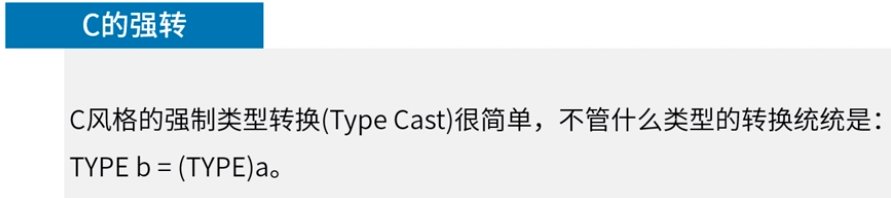 C的强转
C风格的强制类型转换(Type Cast)很简单，不管什么类型的转换统统是：
TYPE b = (TYPE)a。